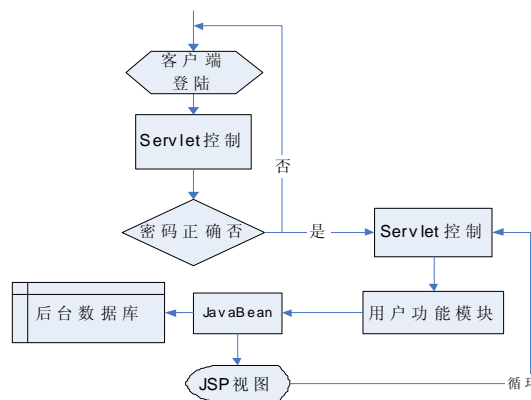 客户端
登陆
Servlet控制
否
密码正确否
是
Servlet控制
后台数据库
JavaBean
用户功能模块
JSP视图
循环